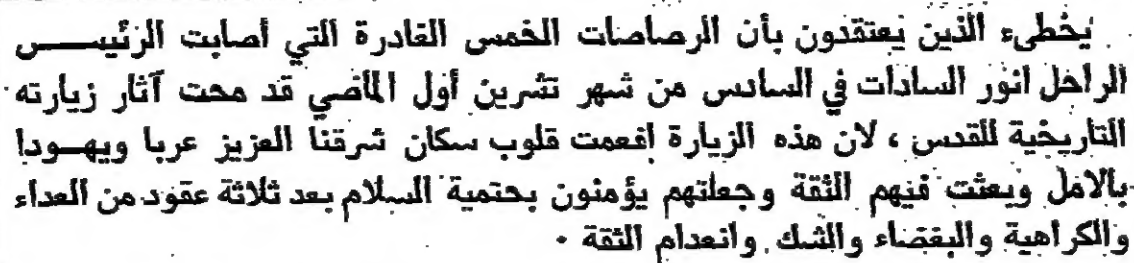 يخطىء الذين يعتقدون بأن الرصاصات الخمس الغادرة التي أصابت الرئيس
الراحل انور السادات في السادس من شهر تشرين أول الماضي قد محت آثار زيارته
التاريخية للقدس ، لان هذه الزيارة افعمت قلوب سكان شرقنا العزيز عربا ويهودا
بالامل وبعثت فيهم الثقة وجعلتهم يؤمنون بحتمية السلام بعد ثلاثة عقود من العداء
والكراهية والبغضاء والشك وانعدام الثقة .